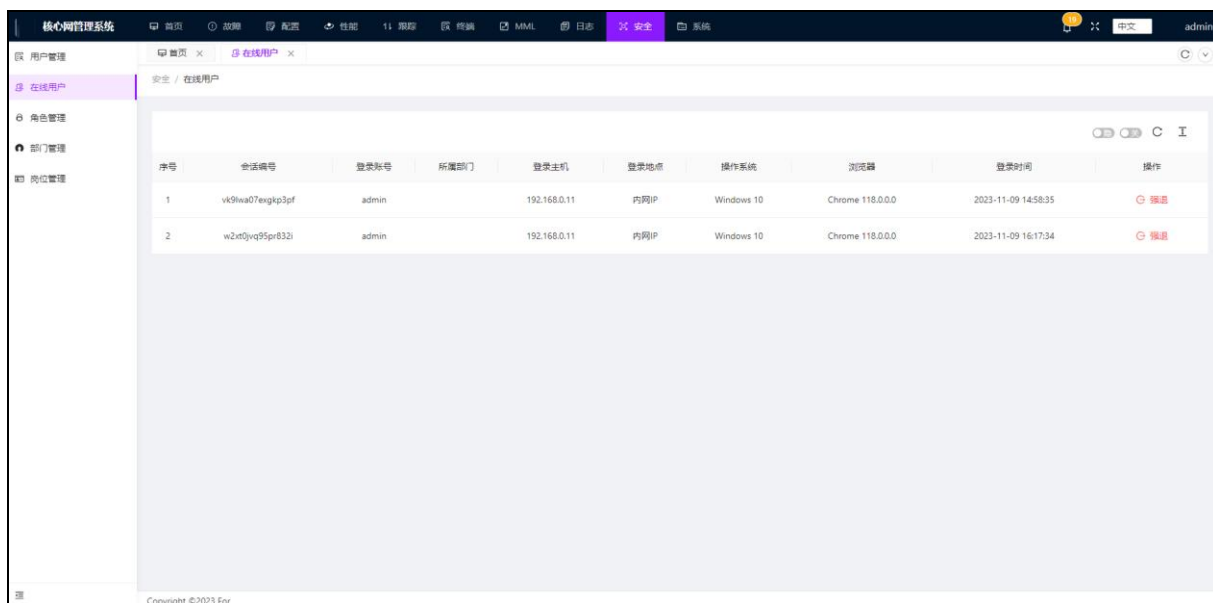 核心网管理系统 首页 故障 配置 性能 跟踪 终端 MML 日志 安全 系统 19 中文 admin
用户管理
在线用户
角色管理
部门管理
岗位管理
首页 × 在线用户 ×
安全 / 在线用户
序号 会话编号 登录账号 所属部门 登录主机 登录地点 操作系统 浏览器 登录时间 操作
1 vk9lwa07exgkp3pf admin 192.168.0.11 内网IP Windows 10 Chrome 118.0.0.0 2023-11-09 14:58:35 强退
2 w2xt0jvq95pr832i admin 192.168.0.11 内网IP Windows 10 Chrome 118.0.0.0 2023-11-09 16:17:34 强退
Copyright ©2023 For